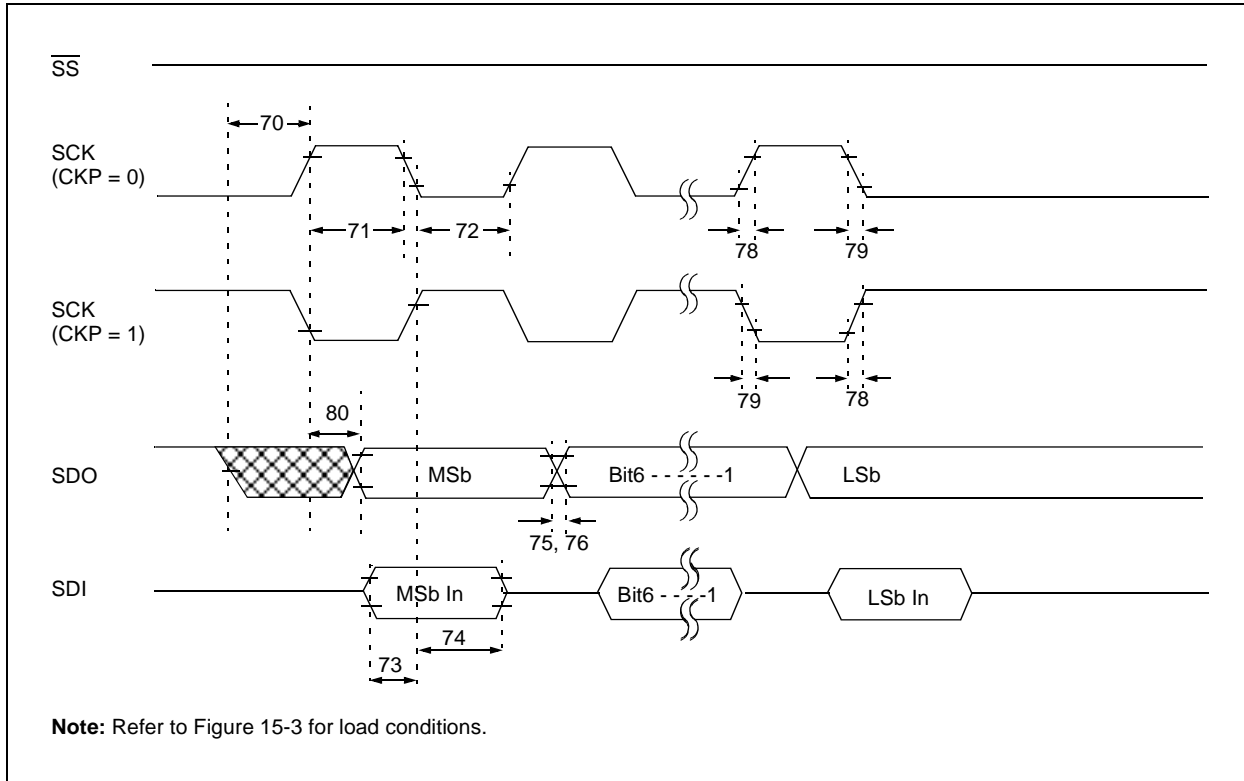 SS
70
SCK
(CKP = 0)
71
72
78
79
SCK
(CKP = 1)
79
78
80
SDO
MSb
Bit6 - - - - - - -1
LSb
75, 76
SDI
MSb In
Bit6 - - - - -1
LSb In
74
73
Note: Refer to Figure 15-3 for load conditions.